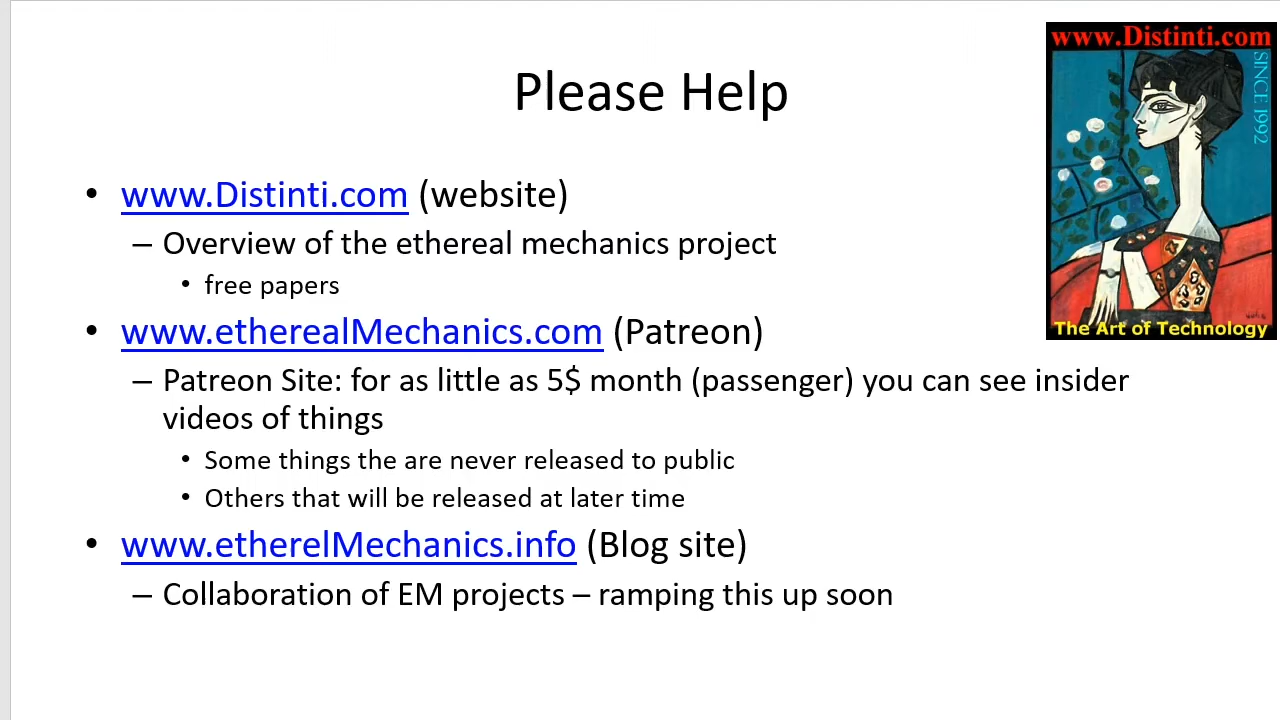 www.Distinti.com
SINCE 1992
Please Help
• www.Distinti.com (website)
– Overview of the ethereal mechanics project
• free papers
The Art of Technology
• www.etherealMechanics.com (Patreon)
– Patreon Site: for as little as 5$ month (passenger) you can see insider
videos of things
• Some things the are never released to public
• Others that will be released at later time
• www.etherelMechanics.info (Blog site)
– Collaboration of EM projects – ramping this up soon